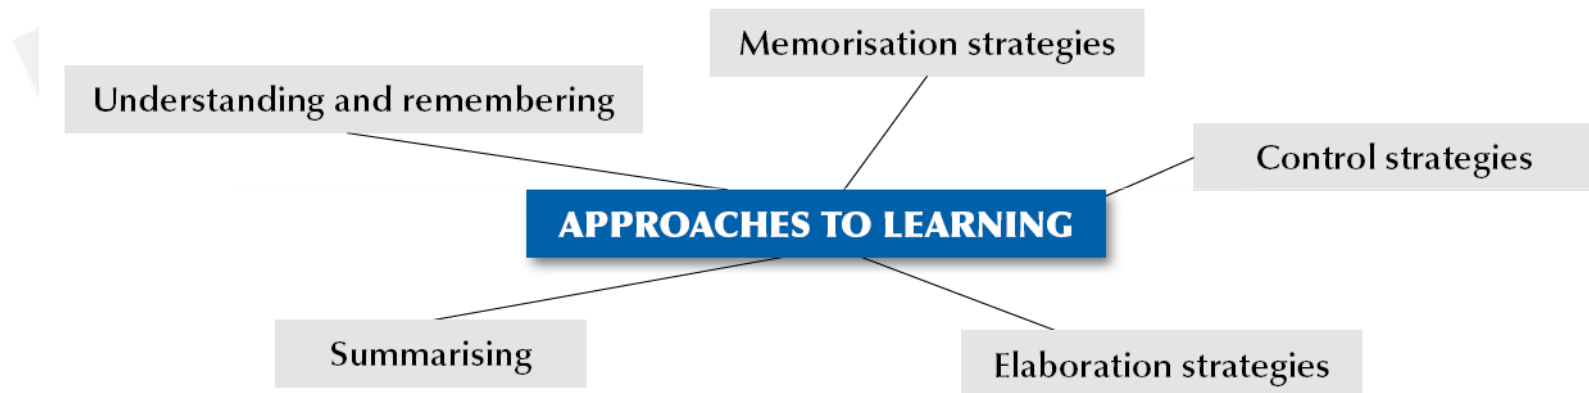 Memorisation strategies
Understanding and remembering
Control strategies
APPROACHES TO LEARNING
Summarising
Elaboration strategies